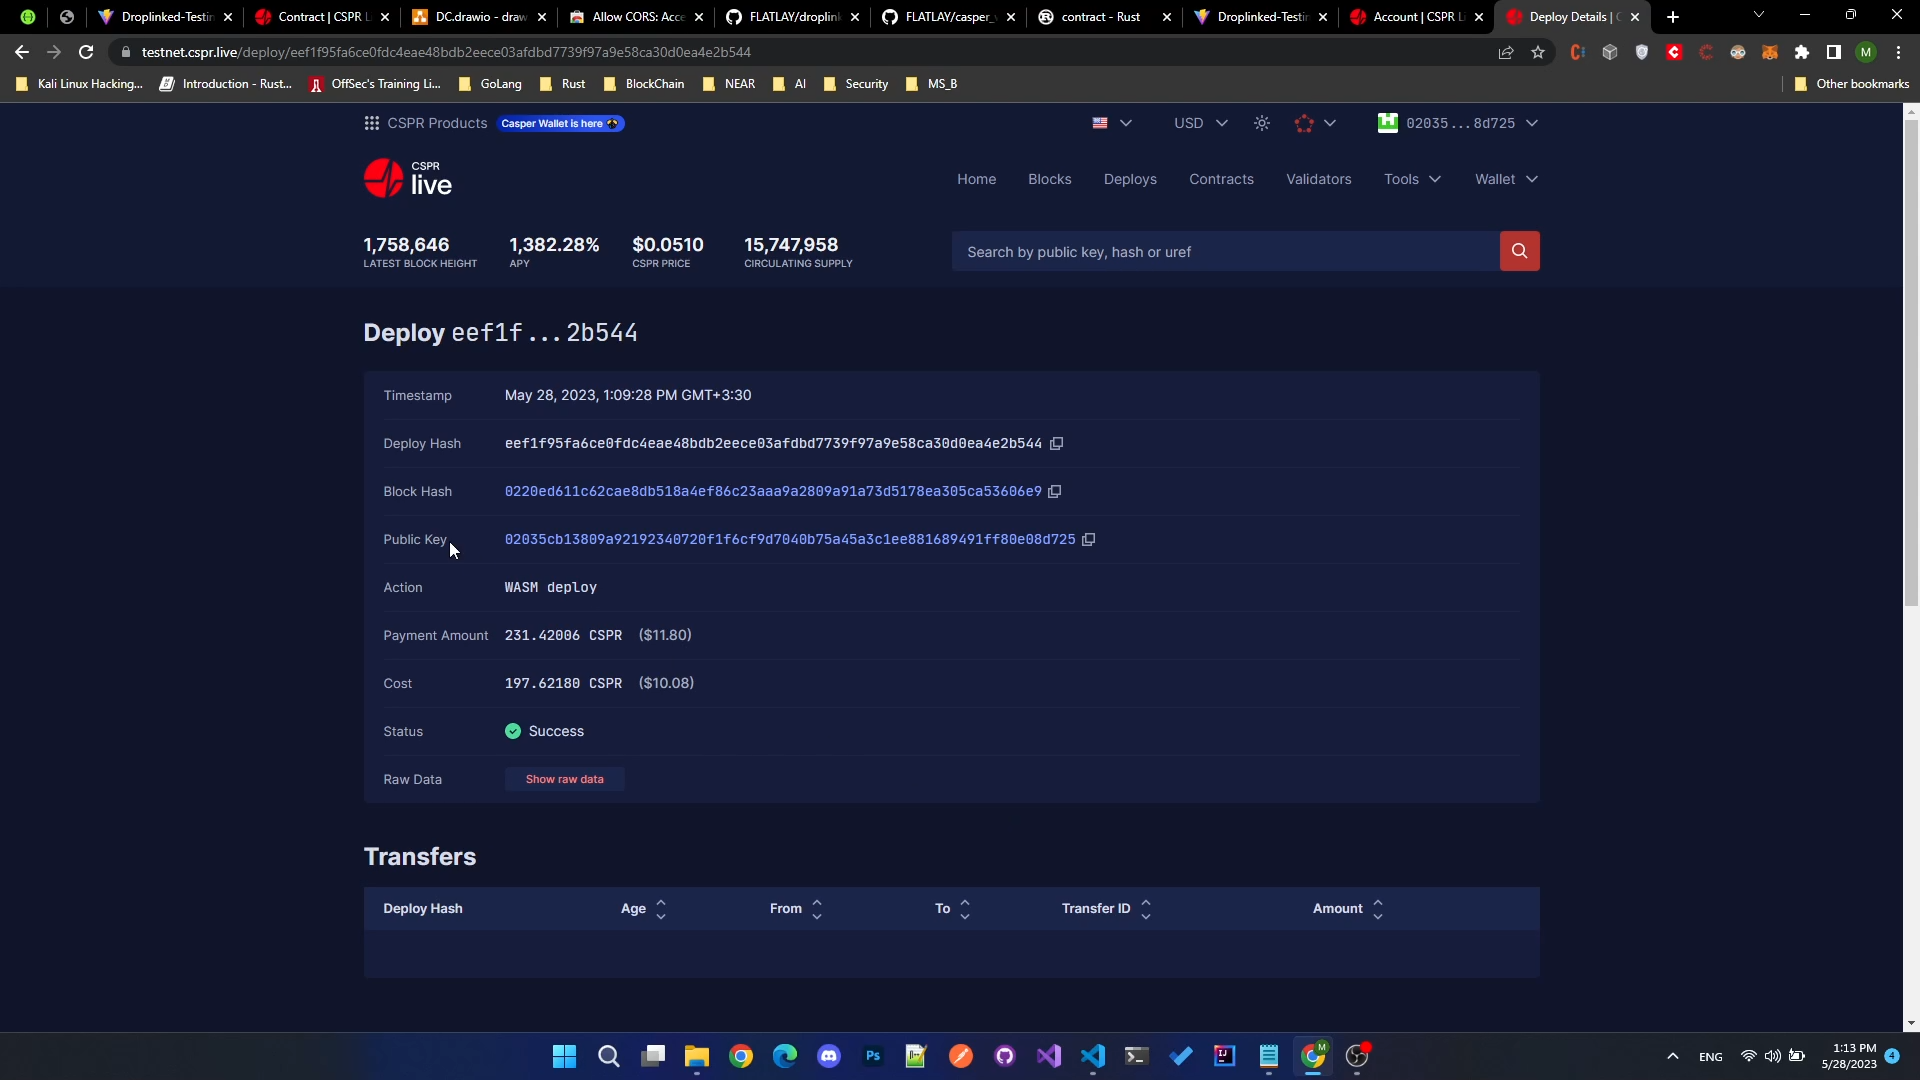 Droplinked-Testin
Contract | CSPR L
DC.drawio - draw
Allow CORS: Acce
FLATLAY/droplink
FLATLAY/casper_
contract - Rust
Droplinked-Testin
Account | CSPR Li
Deploy Details | C
testnet.cspr.live/deploy/eef1f95fa6ce0fdc4eae48bdb2eece03afdbd7739f97a9e58ca30d0ea4e2b544
M
Kali Linux Hacking...
Introduction - Rust...
OffSec's Training Li...
GoLang
Rust
BlockChain
NEAR
AI
Security
MS_B
Other bookmarks
CSPR Products
Casper Wallet is here
USD
02035...8d725
CSPR
live
Home
Blocks
Deploys
Contracts
Validators
Tools
Wallet
1,758,646
LATEST BLOCK HEIGHT
1,382.28%
APY
$0.0510
CSPR PRICE
15,747,958
CIRCULATING SUPPLY
Search by public key, hash or uref
Deploy eef1f...2b544
Timestamp May 28, 2023, 1:09:28 PM GMT+3:30
Deploy Hash eef1f95fa6ce0fdc4eae48bdb2eece03afdbd7739f97a9e58ca30d0ea4e2b544
Block Hash 0220ed611c62cae8db518a4ef86c23aaa9a2809a91a73d5178ea305ca53606e9
Public Key 02035cb13809a92192340720f1f6cf9d7040b75a45a3c1ee881689491ff80e08d725
Action WASM deploy
Payment Amount 231.42006 CSPR ($11.80)
Cost 197.62180 CSPR ($10.08)
Status Success
Raw Data Show raw data
Transfers
Deploy Hash Age From To Transfer ID Amount
Ps
M
ENG
1:13 PM
5/28/2023
4